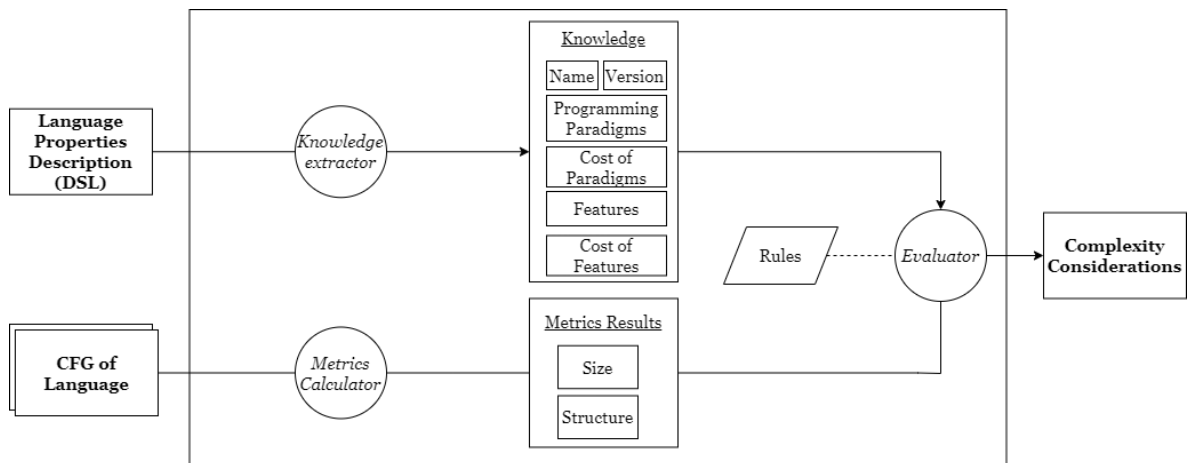 Language
Properties
Description
(DSL)
Knowledge
extractor
Knowledge
Name
Version
Programming
Paradigms
Cost of
Paradigms
Features
Cost of
Features
Rules
Evaluator
Complexity
Considerations
CFG of
Language
Metrics
Calculator
Metrics Results
Size
Structure